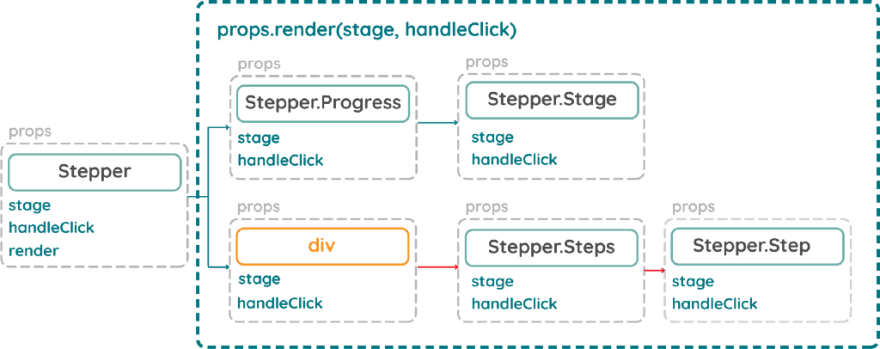 props.render(stage, handleClick)
props
Stepper
stage
handleClick
render
props
Stepper.Progress
stage
handleClick
props
Stepper.Stage
stage
handleClick
props
div
stage
handleClick
props
Stepper.Steps
stage
handleClick
props
Stepper.Step
stage
handleClick